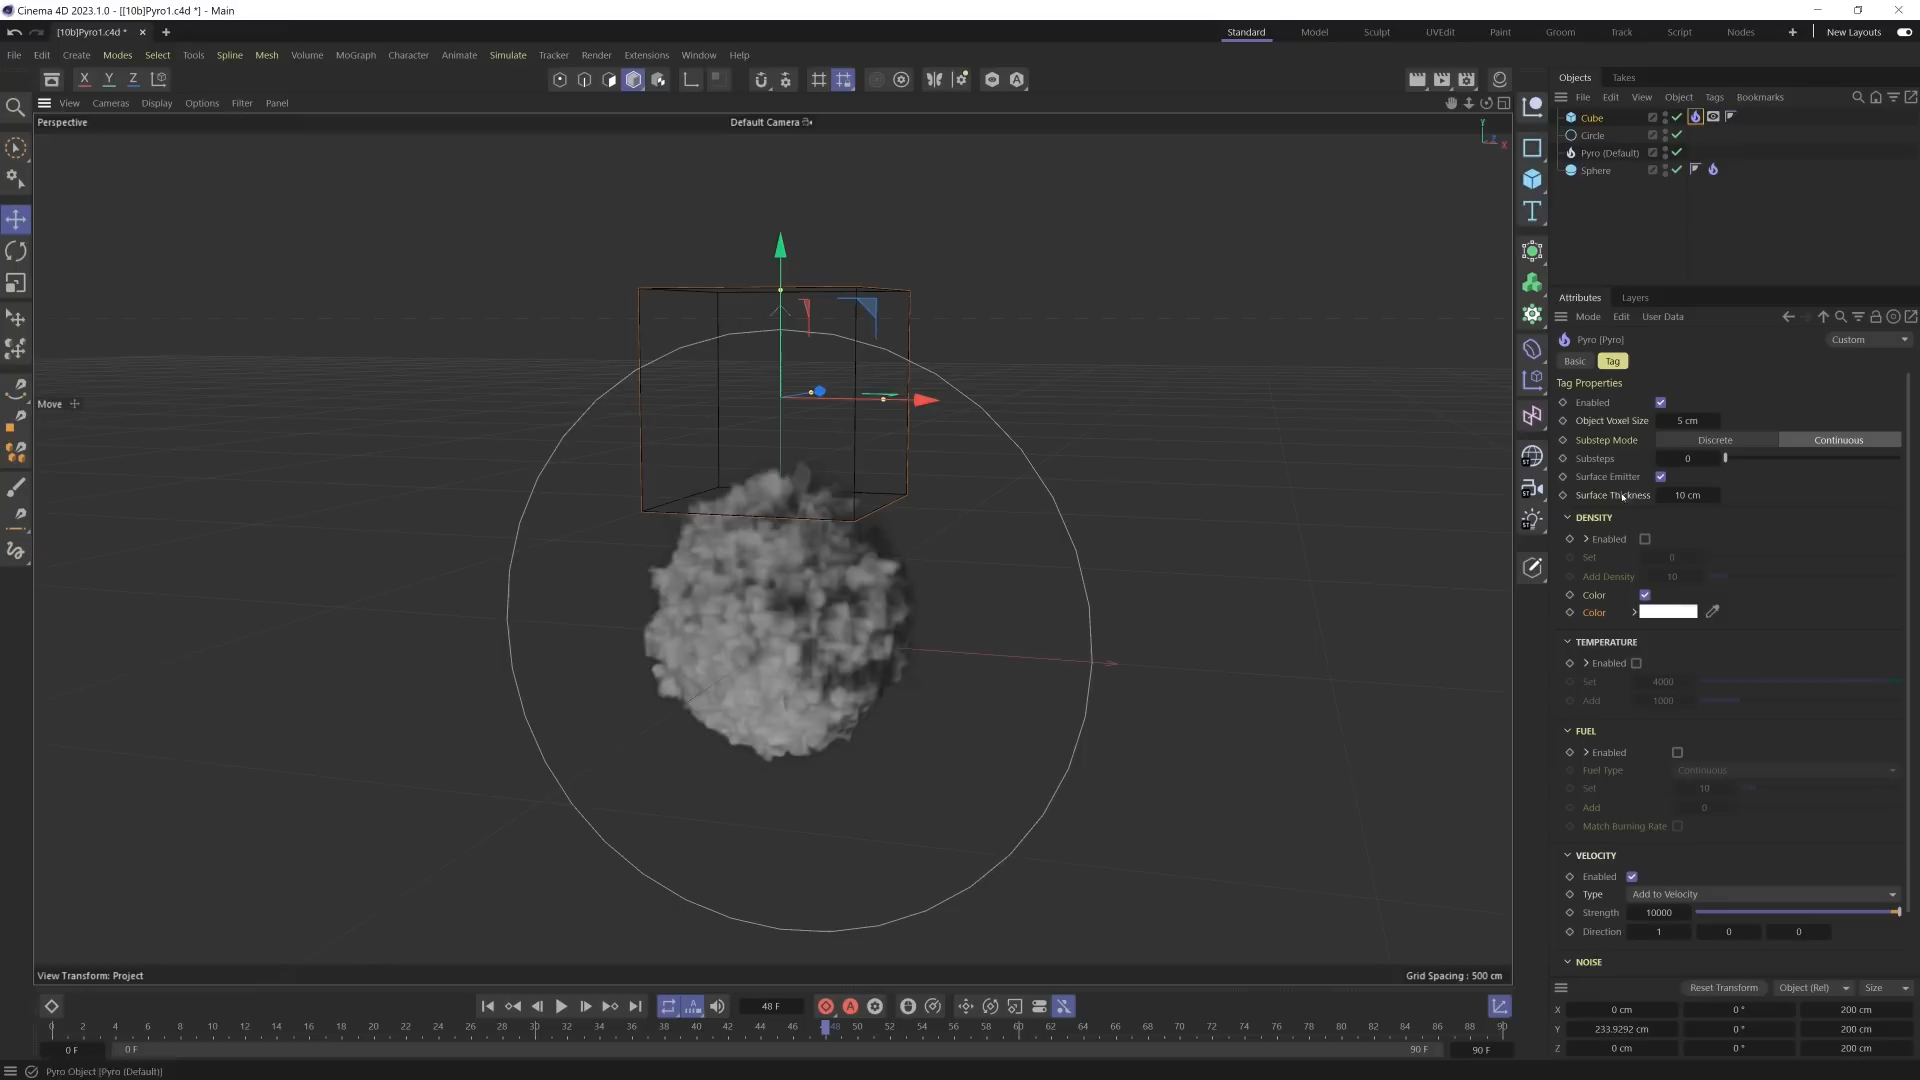 Cinema 4D 2023.1.0 - [[10b]Pyro1.c4d *] - Main
[10b]Pyro1.c4d *
Standard Model Sculpt UVEdit Paint Groom Track Script Nodes New Layouts
File Edit Create Modes Select Tools Spline Mesh Volume MoGraph Character Animate Simulate Tracker Render Extensions Window Help
X Y Z
Objects Takes
View Cameras Display Options Filter Panel
File Edit View Object Tags Bookmarks
Perspective
Default Camera
Cube
Circle
Pyro (Default)
Sphere
Y
X
Attributes Layers
Mode Edit User Data
Pyro [Pyro]
Custom
Basic Tag
Tag Properties
Enabled
Object Voxel Size 5 cm
Substep Mode Discrete Continuous
Substeps 0
Surface Emitter
Surface Thickness 10 cm
Move
DENSITY
Enabled
Set 0
Add Density 10
Color
Color
TEMPERATURE
Enabled
Set 4000
Add 1000
FUEL
Enabled
Fuel Type Continuous
Set 10
Add 0
Match Burning Rate
VELOCITY
Enabled
Type Add to Velocity
Strength 10000
Direction 1 0 0
NOISE
View Transform: Project
Grid Spacing : 500 cm
Reset Transform Object (Rel) Size
X 0 cm 0 ° 200 cm
Y 233.9292 cm 0 ° 200 cm
Z 0 cm 0 ° 200 cm
48 F
0 2 4 6 8 10 12 14 16 18 20 22 24 26 28 30 32 34 36 38 40 42 44 46 48 50 52 54 56 58 60 62 64 66 68 70 72 74 76 78 80 82 84 86 88 90
0 F 0 F 90 F 90 F
Pyro Object [Pyro (Default)]